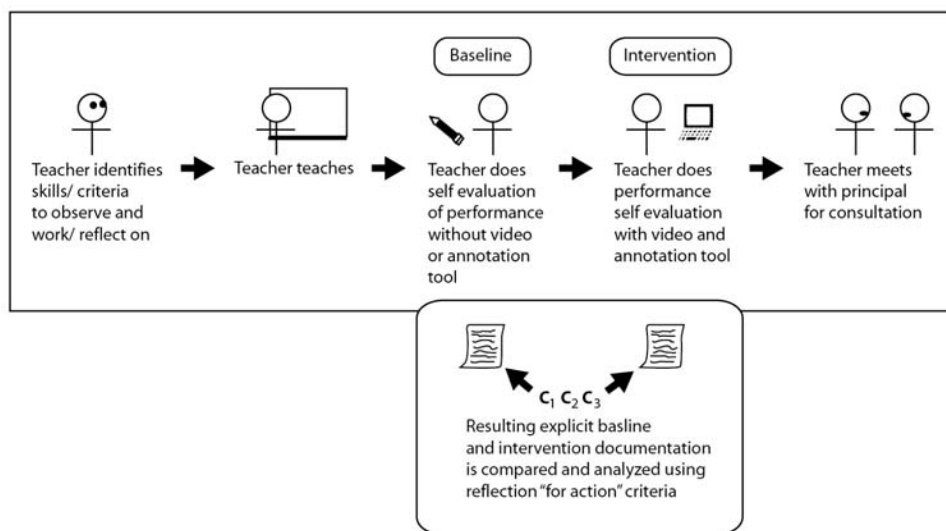 Baseline
Intervention
Teacher identifies
skills/ criteria
to observe and
work/ reflect on
Teacher teaches
Teacher does
self evaluation
of performance
without video
or annotation
tool
Teacher does
performance
self evaluation
with video and
annotation tool
Teacher meets
with principal
for consultation
C₁ C₂ C₃
Resulting explicit basline
and intervention documentation
is compared and analyzed using
reflection “for action” criteria